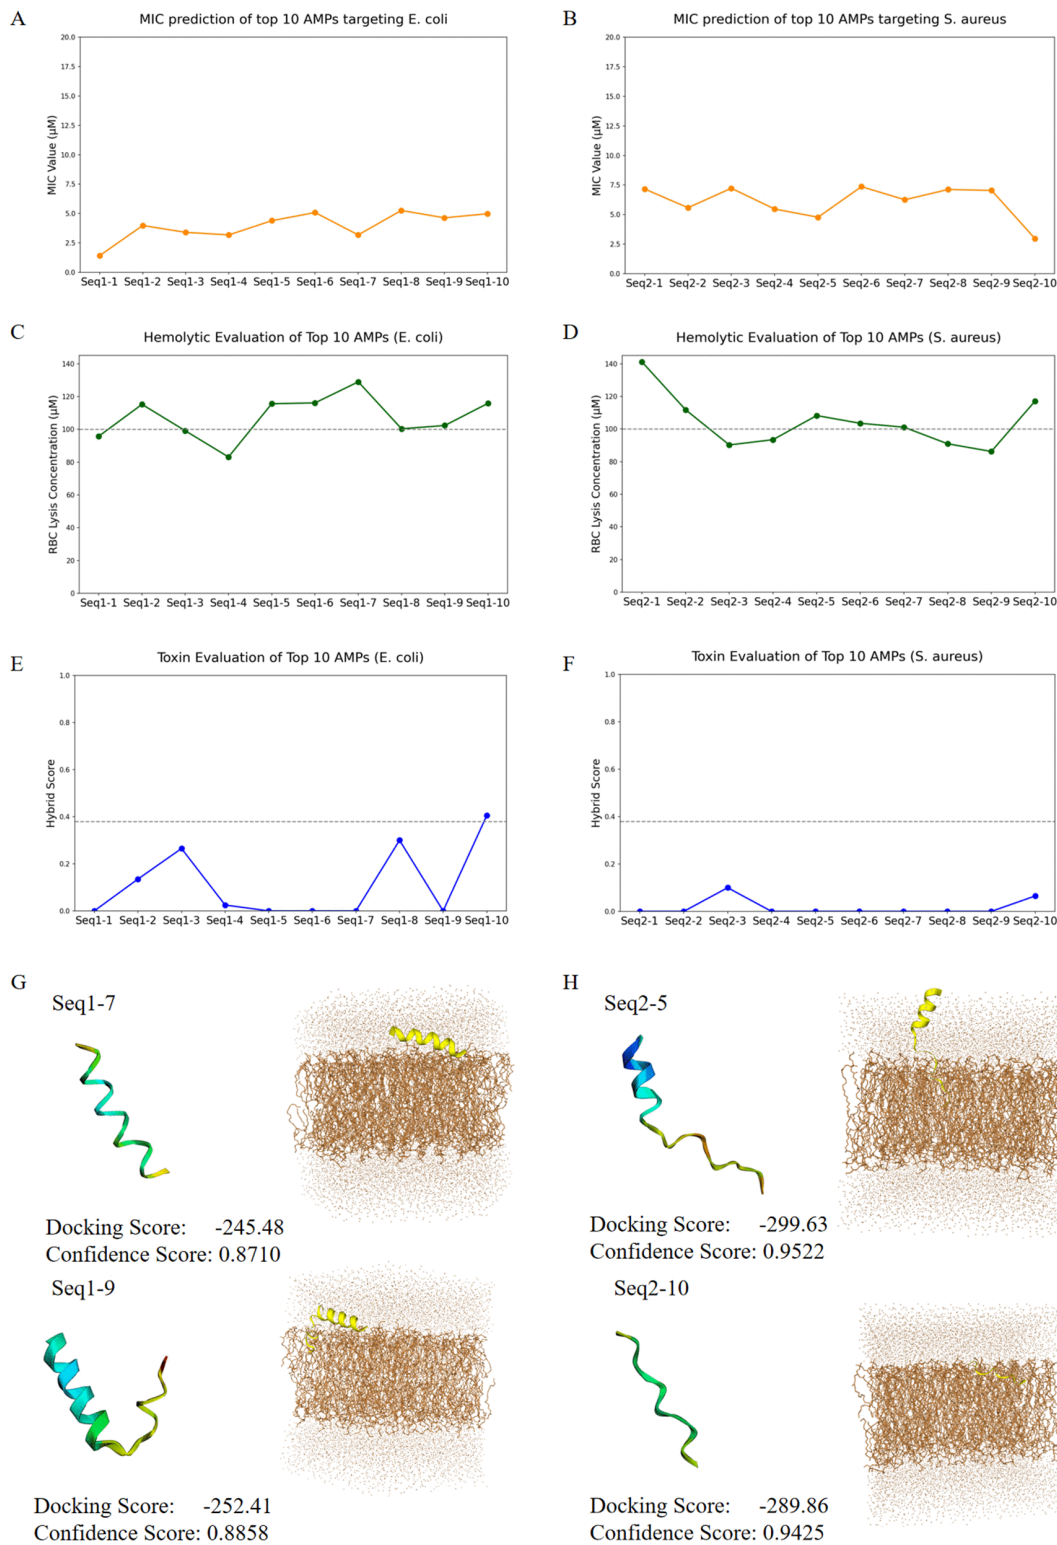 A
MIC prediction of top 10 AMPs targeting E. coli
MIC Value (μM)
20.0
17.5
15.0
12.5
10.0
7.5
5.0
2.5
0.0
Seq1-1 Seq1-2 Seq1-3 Seq1-4 Seq1-5 Seq1-6 Seq1-7 Seq1-8 Seq1-9 Seq1-10
B
MIC prediction of top 10 AMPs targeting S. aureus
MIC Value (μM)
20.0
17.5
15.0
12.5
10.0
7.5
5.0
2.5
0.0
Seq2-1 Seq2-2 Seq2-3 Seq2-4 Seq2-5 Seq2-6 Seq2-7 Seq2-8 Seq2-9 Seq2-10
C
Hemolytic Evaluation of Top 10 AMPs (E. coli)
RBC Lysis Concentration (μM)
140
120
100
80
60
40
20
0
Seq1-1 Seq1-2 Seq1-3 Seq1-4 Seq1-5 Seq1-6 Seq1-7 Seq1-8 Seq1-9 Seq1-10
D
Hemolytic Evaluation of Top 10 AMPs (S. aureus)
RBC Lysis Concentration (μM)
140
120
100
80
60
40
20
0
Seq2-1 Seq2-2 Seq2-3 Seq2-4 Seq2-5 Seq2-6 Seq2-7 Seq2-8 Seq2-9 Seq2-10
E
Toxin Evaluation of Top 10 AMPs (E. coli)
Hybrid Score
1.0
0.8
0.6
0.4
0.2
0.0
Seq1-1 Seq1-2 Seq1-3 Seq1-4 Seq1-5 Seq1-6 Seq1-7 Seq1-8 Seq1-9 Seq1-10
F
Toxin Evaluation of Top 10 AMPs (S. aureus)
Hybrid Score
1.0
0.8
0.6
0.4
0.2
0.0
Seq2-1 Seq2-2 Seq2-3 Seq2-4 Seq2-5 Seq2-6 Seq2-7 Seq2-8 Seq2-9 Seq2-10
G
Seq1-7
Docking Score: -245.48
Confidence Score: 0.8710
Seq1-9
Docking Score: -252.41
Confidence Score: 0.8858
H
Seq2-5
Docking Score: -299.63
Confidence Score: 0.9522
Seq2-10
Docking Score: -289.86
Confidence Score: 0.9425